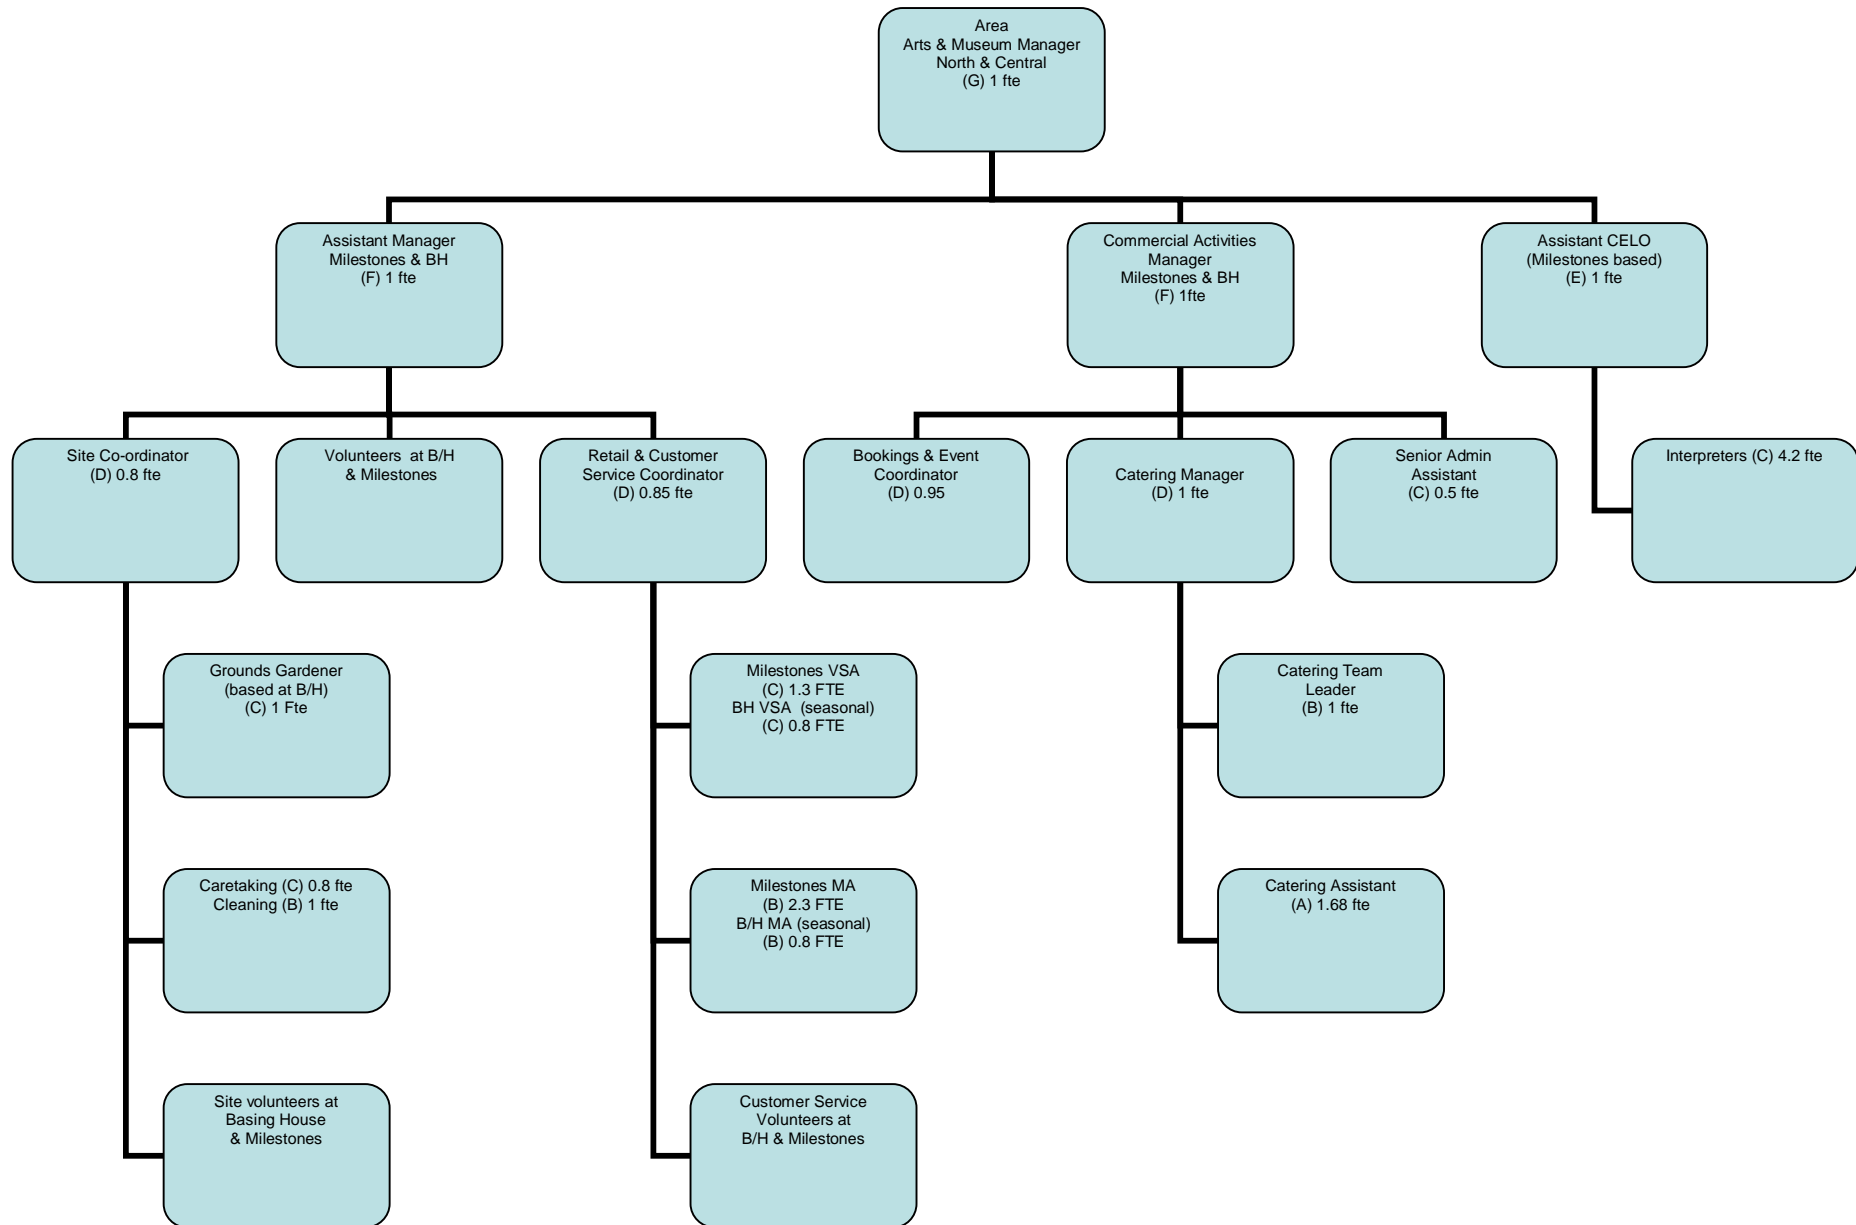 Area
Arts & Museum Manager
North & Central
(G) 1 fte
Assistant Manager
Milestones & BH
(F) 1 fte
Commercial Activities
Manager
Milestones & BH
(F) 1fte
Assistant CELO
(Milestones based)
(E) 1 fte
Site Co-ordinator
(D) 0.8 fte
Volunteers at B/H
& Milestones
Retail & Customer
Service Coordinator
(D) 0.85 fte
Bookings & Event
Coordinator
(D) 0.95
Catering Manager
(D) 1 fte
Senior Admin
Assistant
(C) 0.5 fte
Interpreters (C) 4.2 fte
Grounds Gardener
(based at B/H)
(C) 1 Fte
Milestones VSA
(C) 1.3 FTE
BH VSA (seasonal)
(C) 0.8 FTE
Catering Team
Leader
(B) 1 fte
Caretaking (C) 0.8 fte
Cleaning (B) 1 fte
Milestones MA
(B) 2.3 FTE
B/H MA (seasonal)
(B) 0.8 FTE
Catering Assistant
(A) 1.68 fte
Site volunteers at
Basing House
& Milestones
Customer Service
Volunteers at
B/H & Milestones